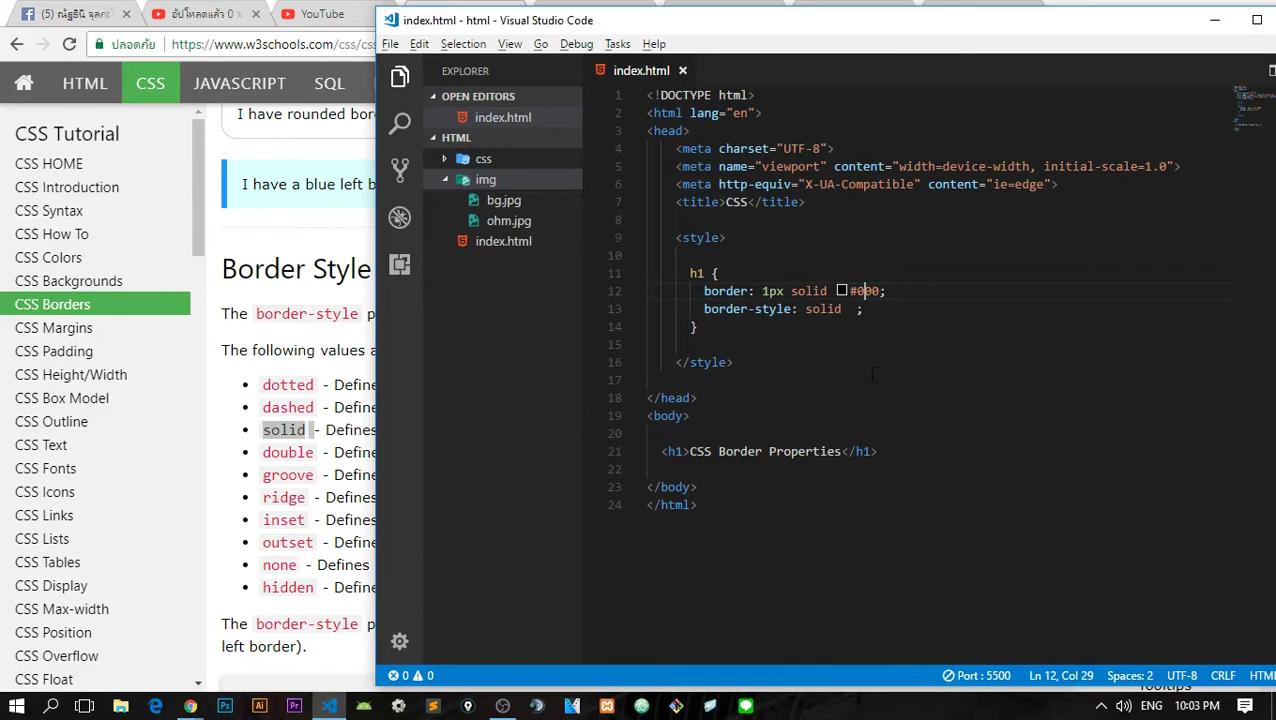 อัปโหลดแล้ว 0
YouTube
ปลอดภัย
https://www.w3schools.com/css/css
HTML
CSS
JAVASCRIPT
SQL
CSS Tutorial
CSS HOME
CSS Introduction
CSS Syntax
CSS How To
CSS Colors
CSS Backgrounds
CSS Borders
CSS Margins
CSS Padding
CSS Height/Width
CSS Box Model
CSS Outline
CSS Text
CSS Fonts
CSS Icons
CSS Links
CSS Lists
CSS Tables
CSS Display
CSS Max-width
CSS Position
CSS Overflow
CSS Float
I have rounded bor
I have a blue left b
Border Style
The border-style p
The following values a
dotted - Define
dashed - Define
solid - Defines
double - Define
groove - Define
ridge - Defines
inset - Defines
outset - Define
none - Defines
hidden - Define
The border-style p
left border).
index.html - html - Visual Studio Code
File Edit Selection View Go Debug Tasks Help
EXPLORER
OPEN EDITORS
index.html
HTML
css
img
bg.jpg
ohm.jpg
index.html
index.html
1 <!DOCTYPE html>
2 <html lang="en">
3 <head>
4 <meta charset="UTF-8">
5 <meta name="viewport" content="width=device-width, initial-scale=1.0">
6 <meta http-equiv="X-UA-Compatible" content="ie=edge">
7 <title>CSS</title>
8
9 <style>
10
11 h1 {
12 border: 1px solid #000;
13 border-style: solid  ;
14 }
15
16 </style>
17
18 </head>
19 <body>
20
21 <h1>CSS Border Properties</h1>
22
23 </body>
24 </html>
0 0
Port : 5500
Ln 12, Col 29
Spaces: 2
UTF-8
CRLF
HTML
Tooltips
ENG
10:03 PM